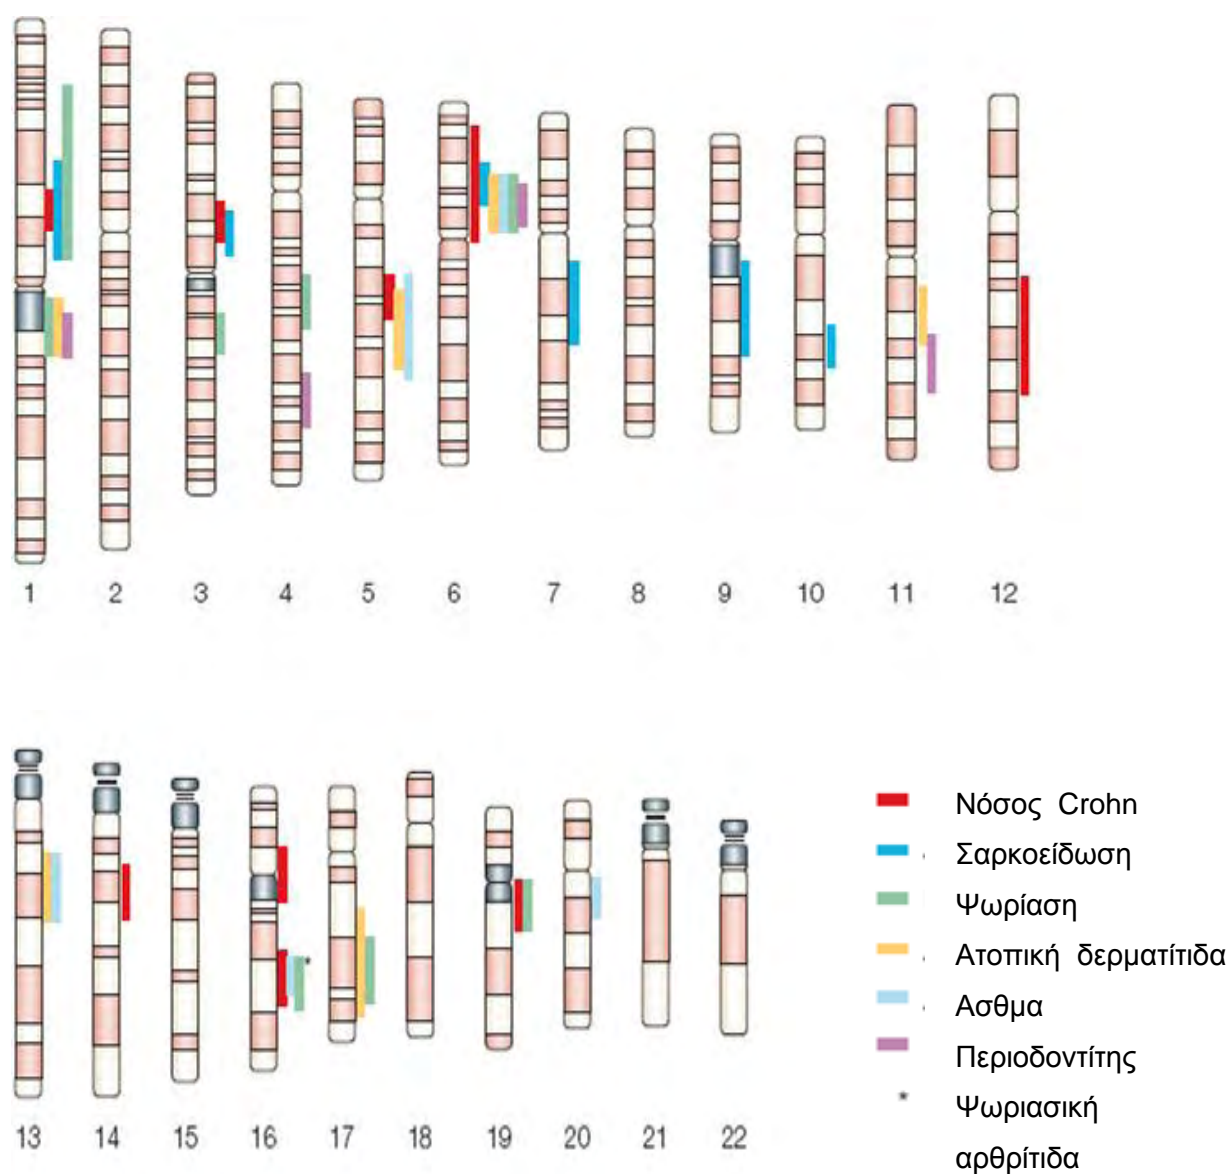 1 2 3 4 5 6 7 8 9 10 11 12
*
13 14 15 16 17 18 19 20 21 22
Νόσος Crohn
Σαρκοείδωση
Ψωρίαση
Ατοπική δερματίτιδα
Ασθμα
Περιοδοντίτης
* Ψωριασική
αρθρίτιδα